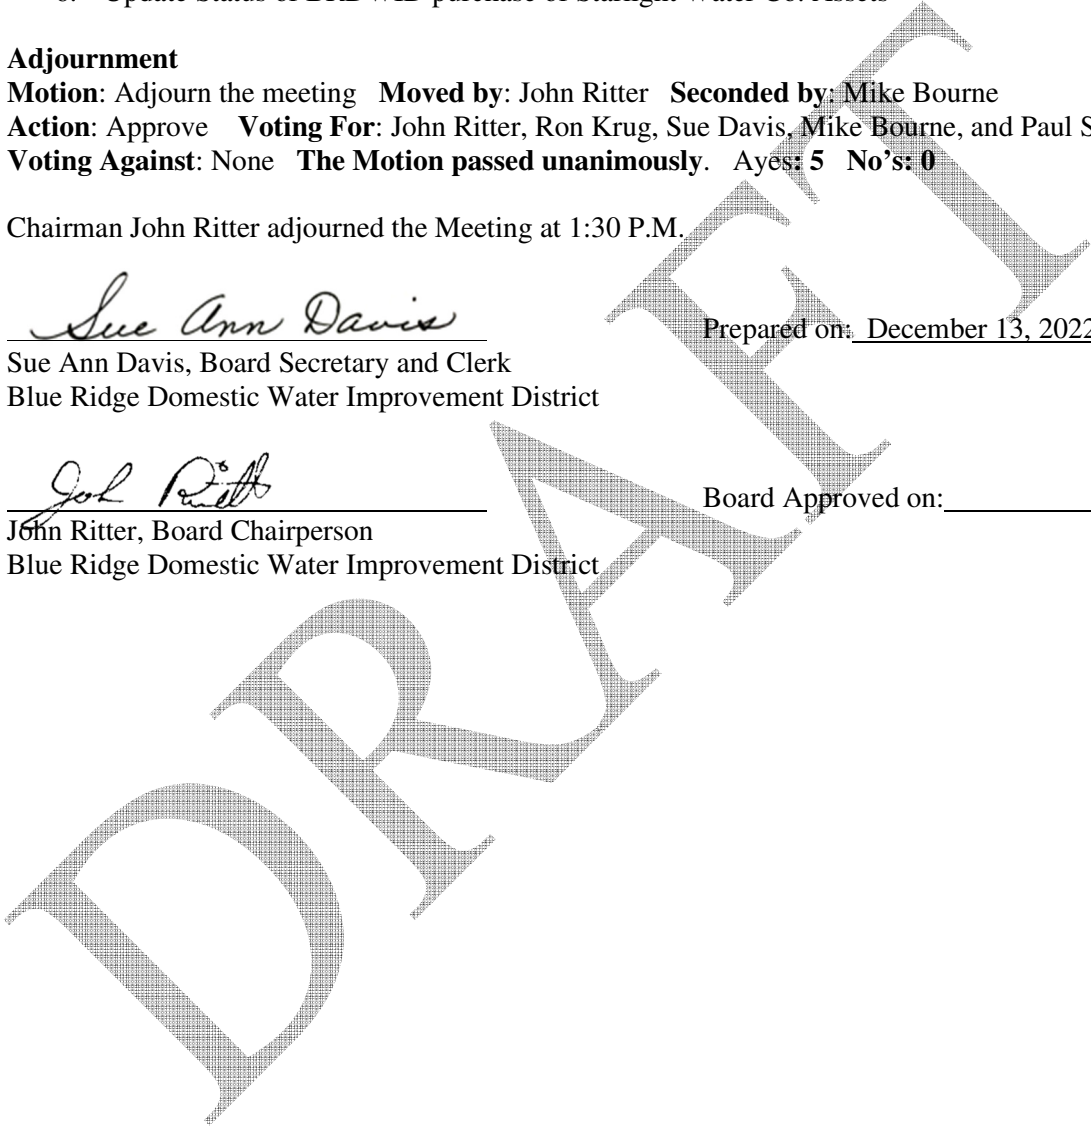 Update Status of BRDWID purchase of Starlight Water Co. Assets
Adjournment
Motion: Adjourn the meeting Moved by: John Ritter Seconded by: Mike Bourne
Action: Approve Voting For: John Ritter, Ron Krug, Sue Davis, Mike Bourne, and Paul S
Voting Against: None The Motion passed unanimously. Ayes: 5 No's: 0
Chairman John Ritter adjourned the Meeting at 1:30 P.M.
Sue Ann Davis
Prepared on: December 13, 2022
Sue Ann Davis, Board Secretary and Clerk
Blue Ridge Domestic Water Improvement District
John Ritter
Board Approved on:
John Ritter, Board Chairperson
Blue Ridge Domestic Water Improvement District
DRAFT